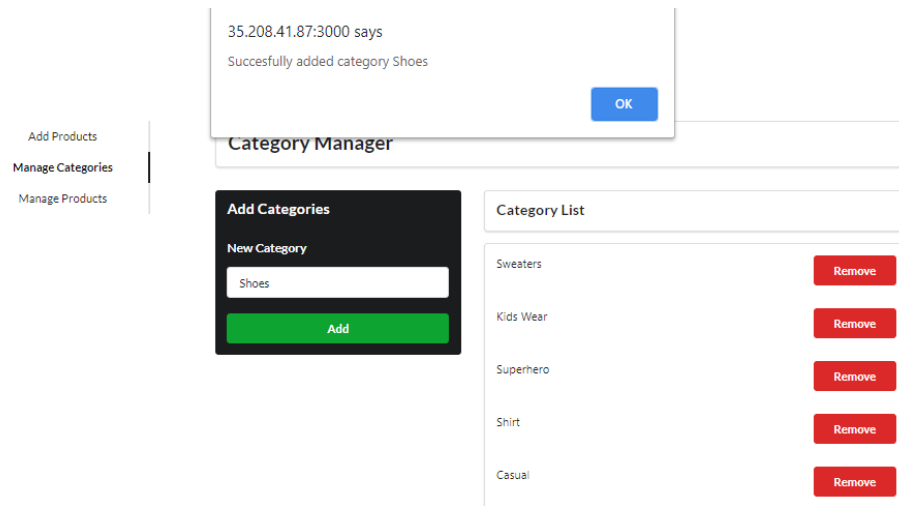 35.208.41.87:3000 says
Succesfully added category Shoes
OK
Add Products
Manage Categories
Manage Products
Category Manager
Add Categories
New Category
Shoes
Add
Category List
Sweaters
Remove
Kids Wear
Remove
Superhero
Remove
Shirt
Remove
Casual
Remove